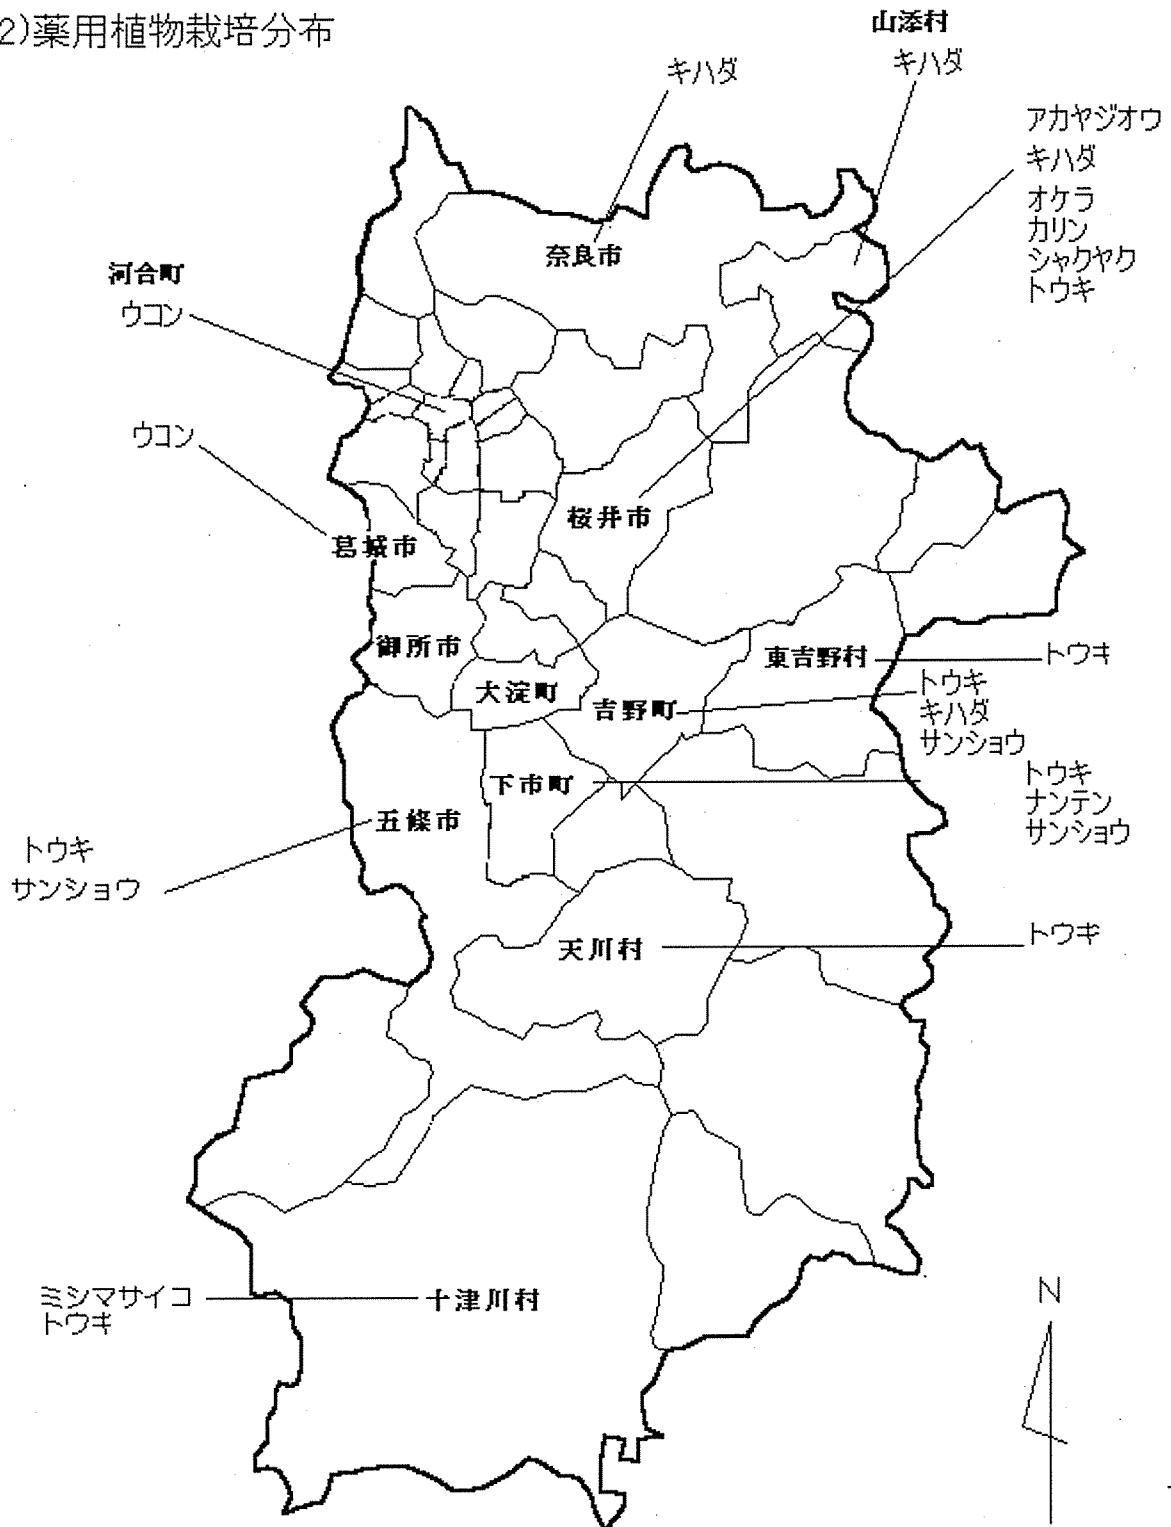 2)薬用植物栽培分布
山添村
キハダ
キハダ
アカヤジオウ
キハダ
オケラ
カリン
シャクヤク
トウキ
奈良市
河合町
ウコン
ウコン
桜井市
葛城市
御所市
東吉野村
トウキ
大淀町
吉野町
トウキ
キハダ
サンショウ
下市町
トウキ
ナンテン
サンショウ
五條市
トウキ
サンショウ
天川村
トウキ
ミシマサイコ
トウキ
十津川村
N